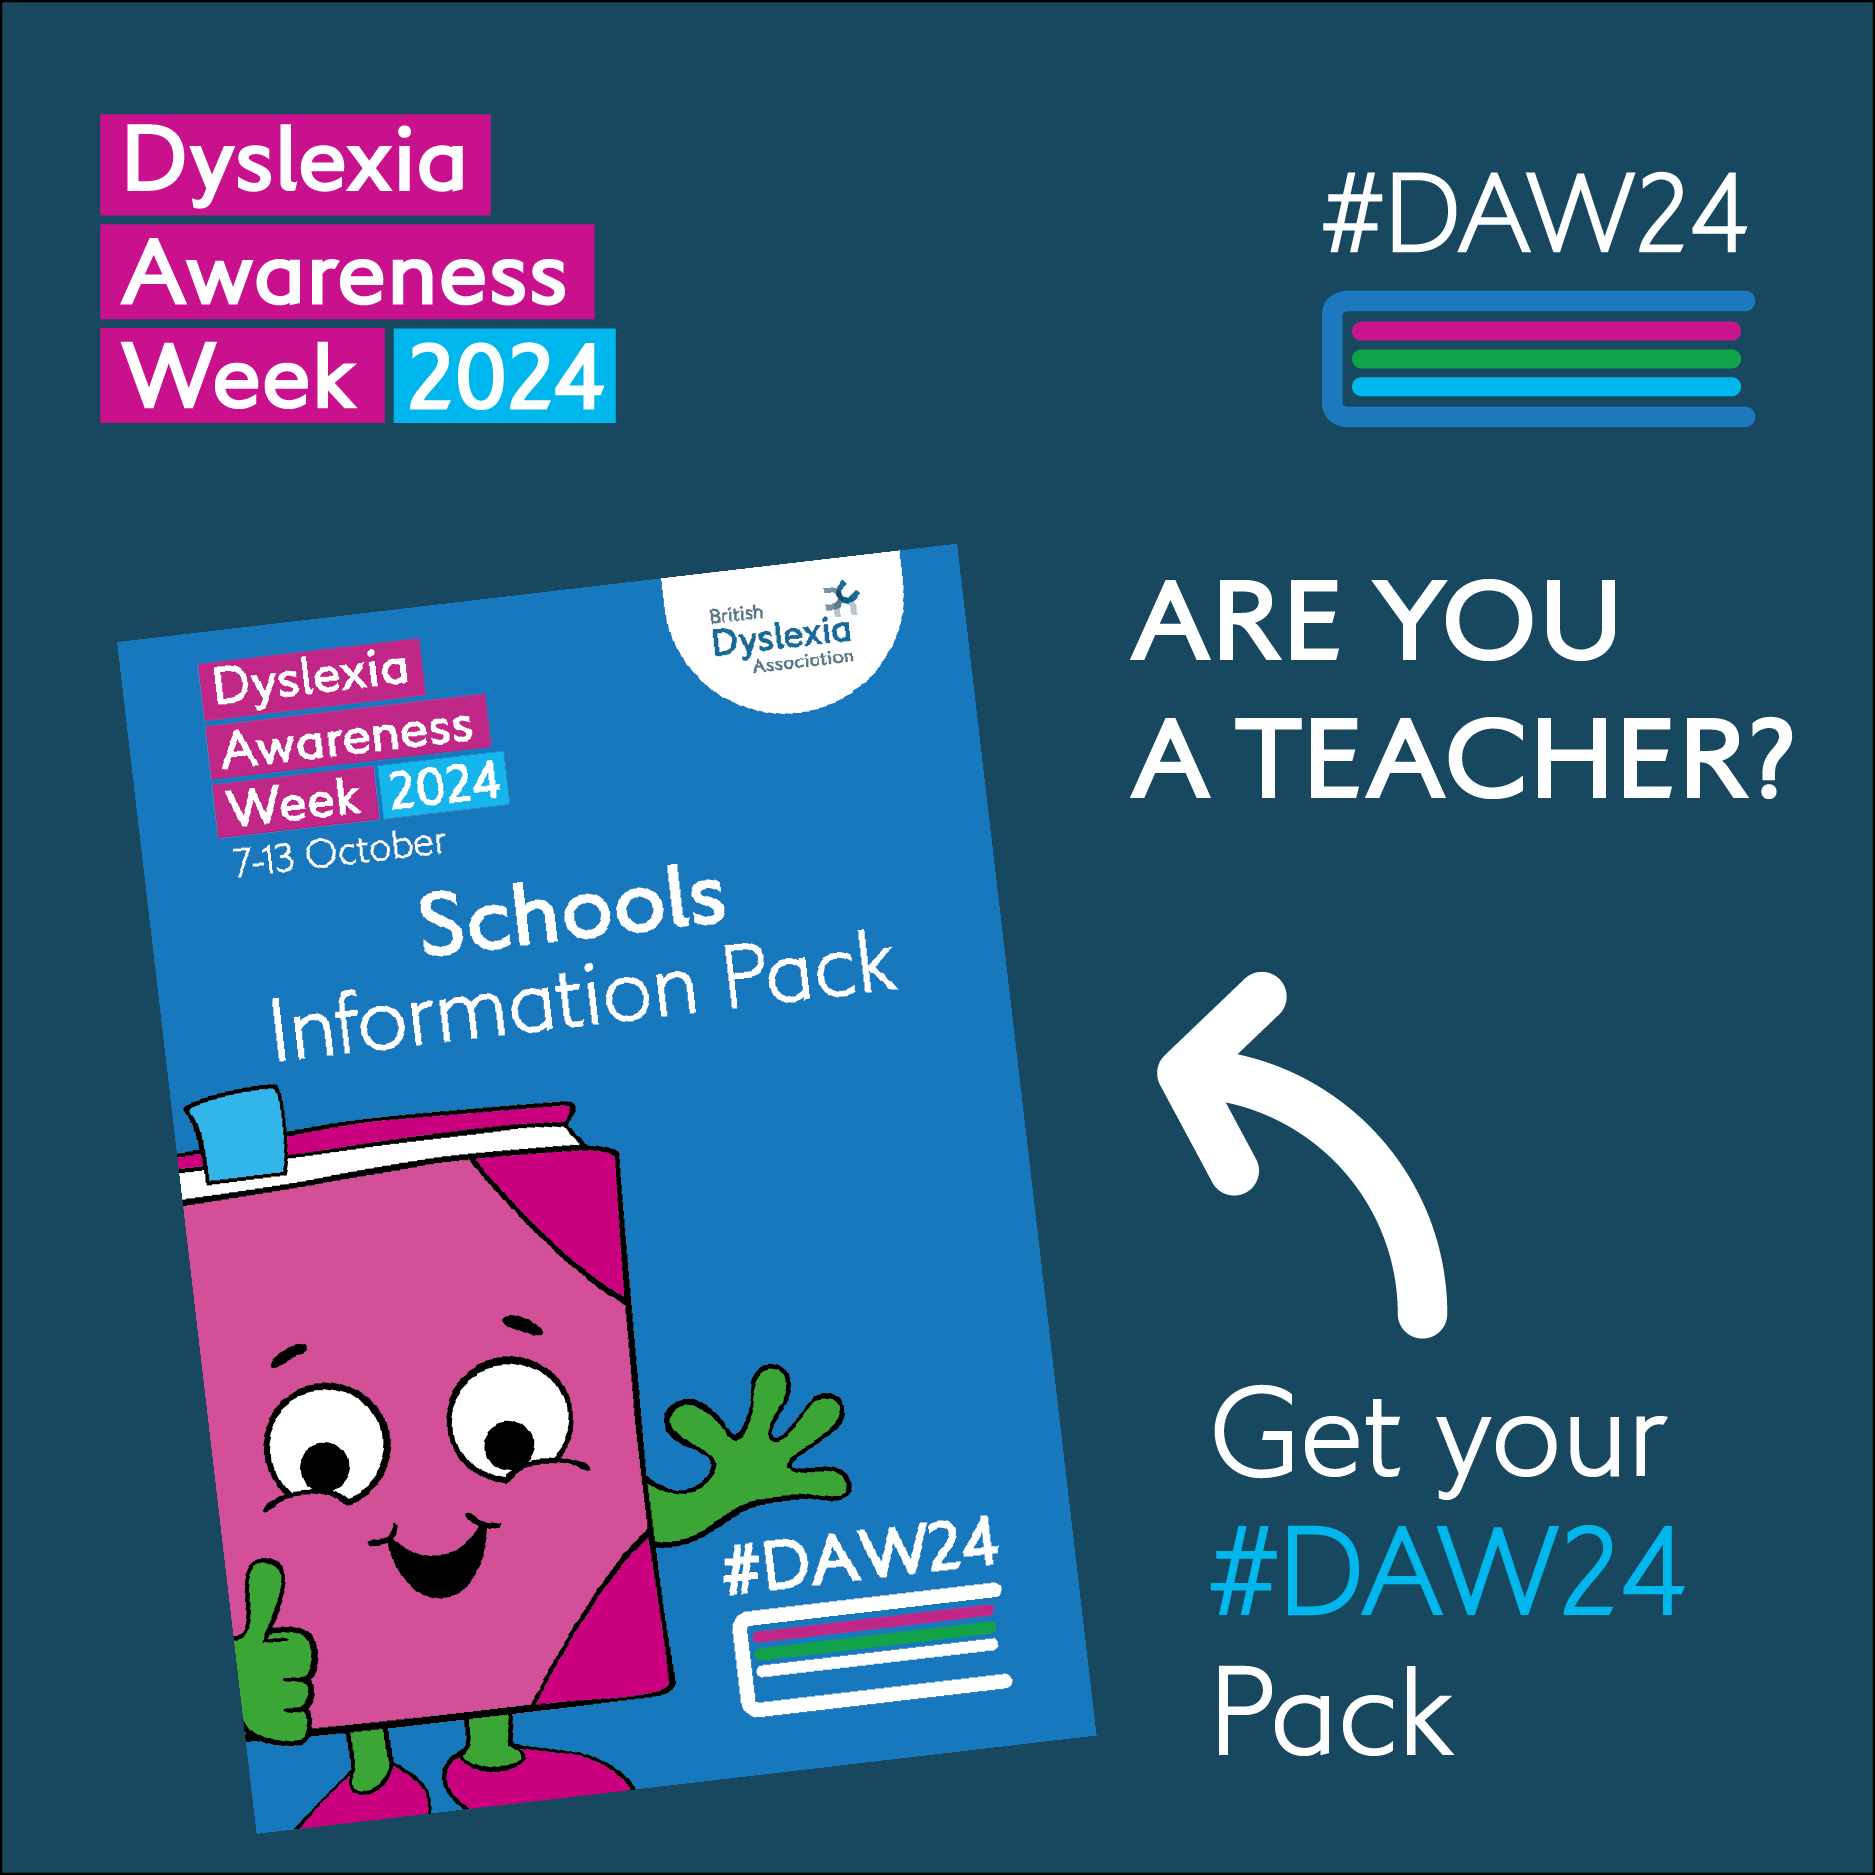 Dyslexia
Awareness
Week 2024
#DAW24
British
Dyslexia
Association
Dyslexia
Awareness
Week 2024
7-13 October
Schools
Information Pack
#DAW24
ARE YOU
A TEACHER?
Get your
#DAW24
Pack